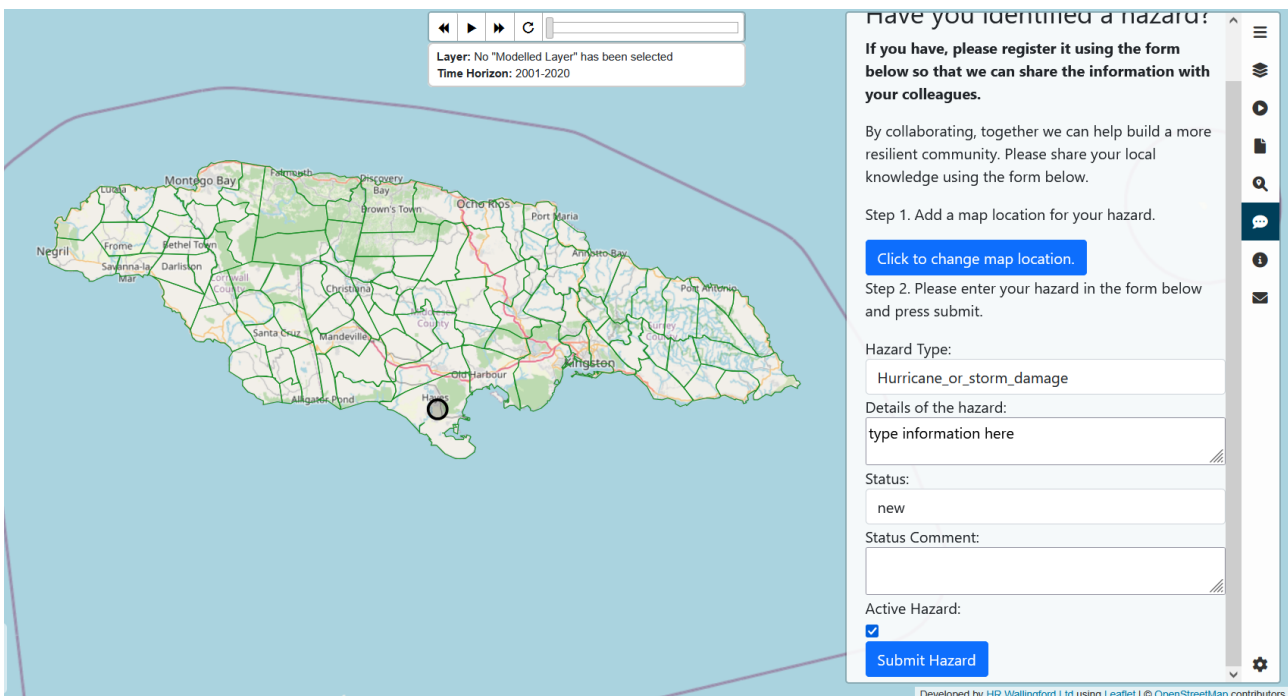 Layer: No "Modelled Layer" has been selected
Time Horizon: 2001-2020
Montego Bay
Falmouth
Discovery
Bay
Lucea
Brown's Town
Ocho Rios
Port Maria
Negril
Frome
Bethel Town
Annotto Bay
Savanna-la-
Mar
Darliston
Cornwall
County
Christiana
Port Antonio
Middlesex
County
Surrey
County
Santa Cruz
Mandeville
Kingston
Old Harbour
Alligator Pond
Hayes
Have you identified a hazard?
If you have, please register it using the form
below so that we can share the information with
your colleagues.
By collaborating, together we can help build a more
resilient community. Please share your local
knowledge using the form below.
Step 1. Add a map location for your hazard.
Click to change map location.
Step 2. Please enter your hazard in the form below
and press submit.
Hazard Type:
Hurricane_or_storm_damage
Details of the hazard:
type information here
Status:
new
Status Comment:
Active Hazard:
Submit Hazard
Developed by HR Wallingford Ltd using Leaflet | © OpenStreetMap contributors